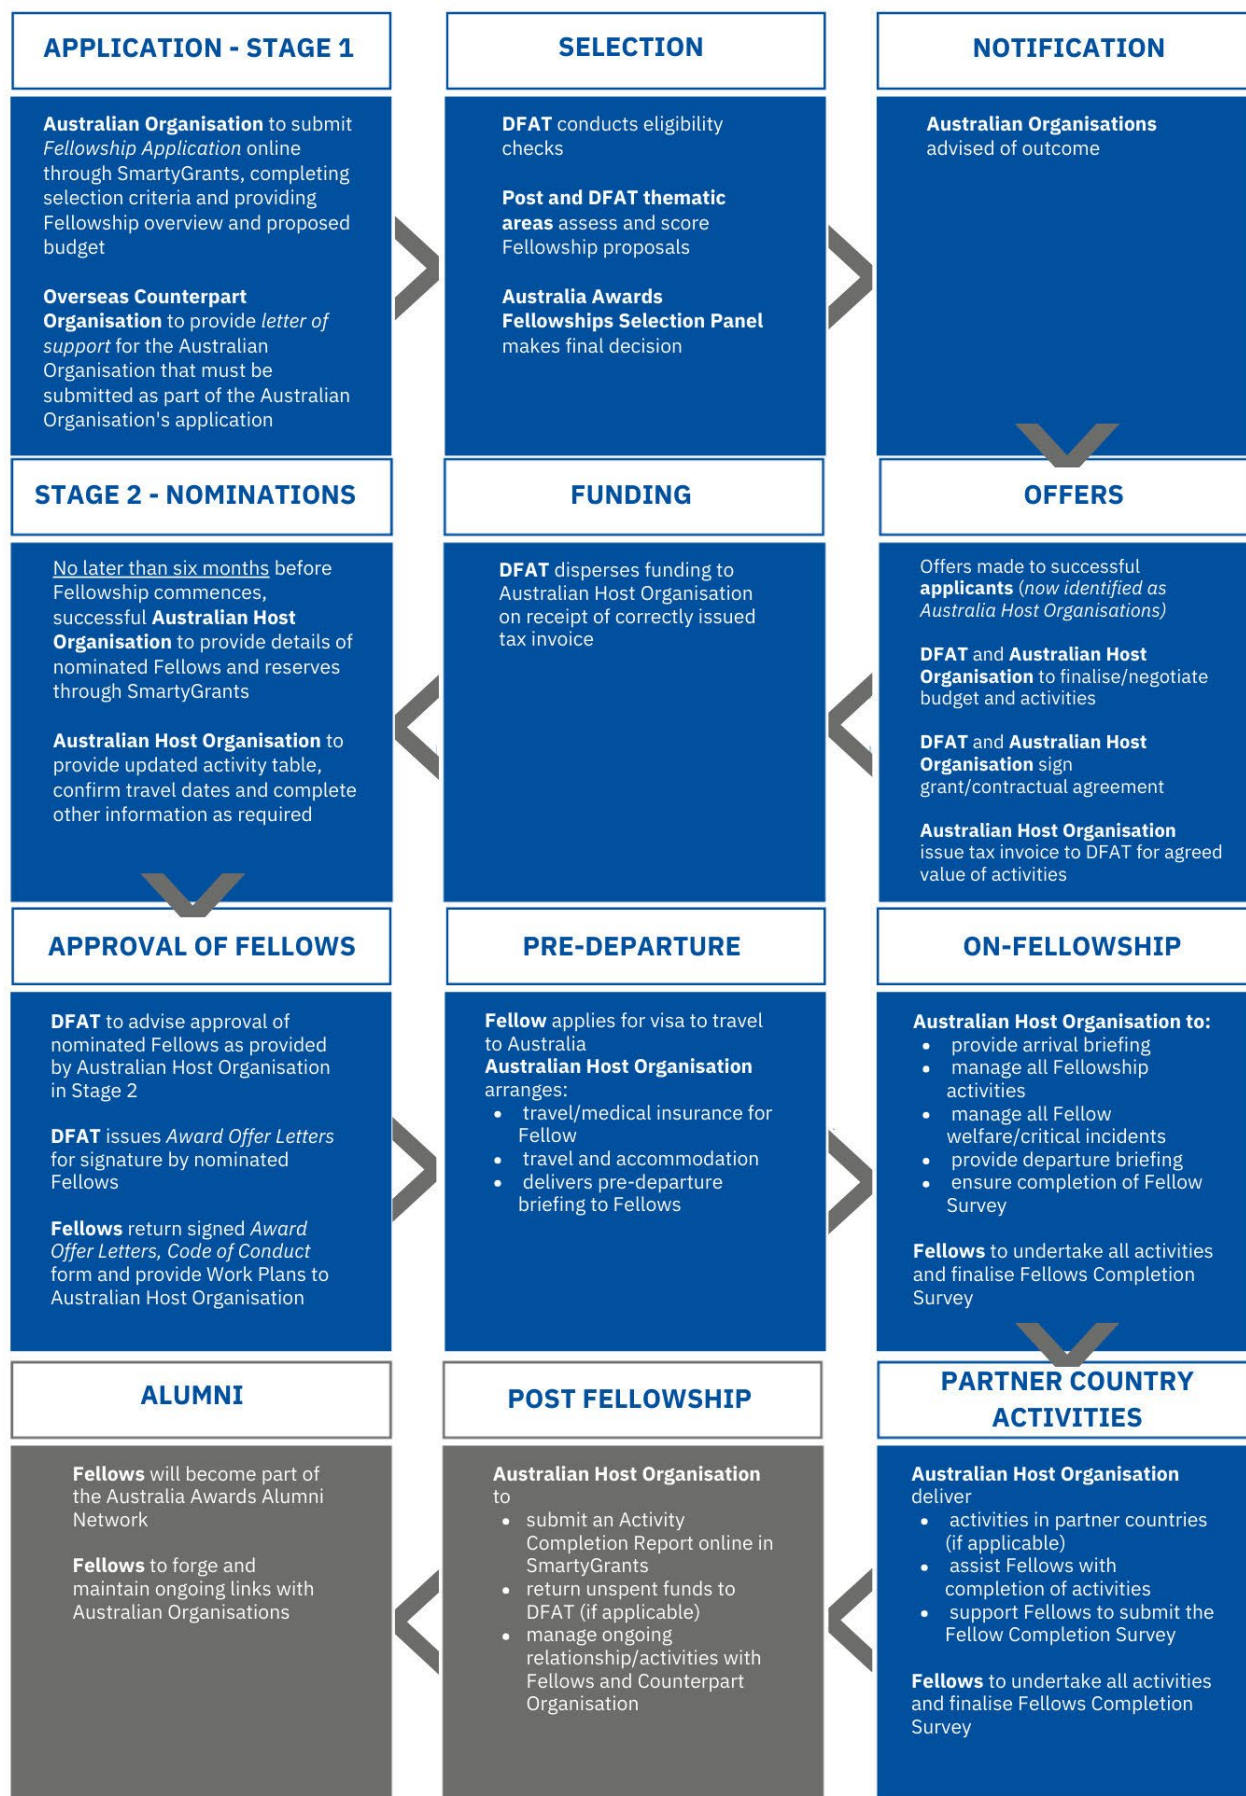 APPLICATION - STAGE 1
Australian Organisation to submit
Fellowship Application online
through SmartyGrants, completing
selection criteria and providing
Fellowship overview and proposed
budget
Overseas Counterpart
Organisation to provide letter of
support for the Australian
Organisation that must be
submitted as part of the Australian
Organisation's application
SELECTION
DFAT conducts eligibility
checks
Post and DFAT thematic
areas assess and score
Fellowship proposals
Australia Awards
Fellowships Selection Panel
makes final decision
NOTIFICATION
Australian Organisations
advised of outcome
OFFERS
Offers made to successful
applicants (now identified as
Australia Host Organisations)
DFAT and Australian Host
Organisation to finalise/negotiate
budget and activities
DFAT and Australian Host
Organisation sign
grant/contractual agreement
Australian Host Organisation
issue tax invoice to DFAT for agreed
value of activities
FUNDING
DFAT disperses funding to
Australian Host Organisation
on receipt of correctly issued
tax invoice
STAGE 2 - NOMINATIONS
No later than six months before
Fellowship commences,
successful Australian Host
Organisation to provide details of
nominated Fellows and reserves
through SmartyGrants
Australian Host Organisation to
provide updated activity table,
confirm travel dates and complete
other information as required
APPROVAL OF FELLOWS
DFAT to advise approval of
nominated Fellows as provided
by Australian Host Organisation
in Stage 2
DFAT issues Award Offer Letters
for signature by nominated
Fellows
Fellows return signed Award
Offer Letters, Code of Conduct
form and provide Work Plans to
Australian Host Organisation
PRE-DEPARTURE
Fellow applies for visa to travel
to Australia
Australian Host Organisation
arranges:
• travel/medical insurance for
Fellow
• travel and accommodation
• delivers pre-departure
briefing to Fellows
ON-FELLOWSHIP
Australian Host Organisation to:
• provide arrival briefing
• manage all Fellowship
activities
• manage all Fellow
welfare/critical incidents
• provide departure briefing
• ensure completion of Fellow
Survey
Fellows to undertake all activities
and finalise Fellows Completion
Survey
PARTNER COUNTRY
ACTIVITIES
Australian Host Organisation
deliver
• activities in partner countries
(if applicable)
• assist Fellows with
completion of activities
• support Fellows to submit the
Fellow Completion Survey
Fellows to undertake all activities
and finalise Fellows Completion
Survey
POST FELLOWSHIP
Australian Host Organisation
to
• submit an Activity
Completion Report online in
SmartyGrants
• return unspent funds to
DFAT (if applicable)
• manage ongoing
relationship/activities with
Fellows and Counterpart
Organisation
ALUMNI
Fellows will become part of
the Australia Awards Alumni
Network
Fellows to forge and
maintain ongoing links with
Australian Organisations